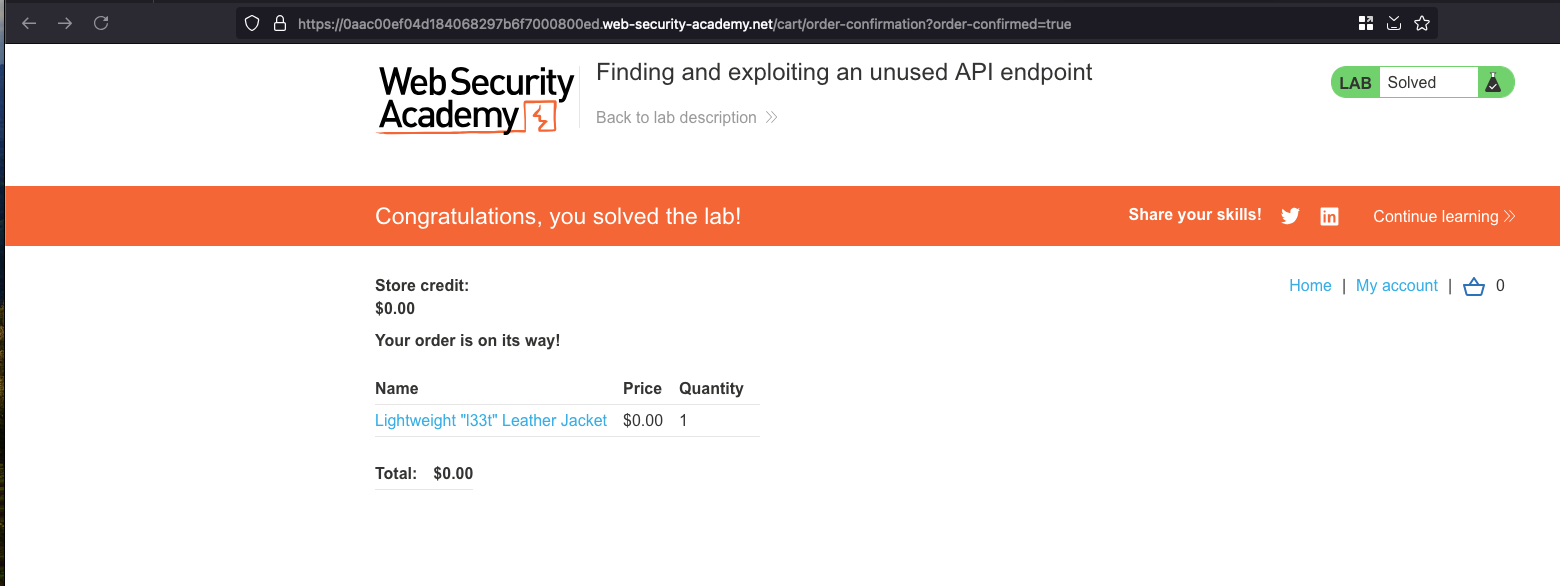 https://0aac00ef04d184068297b6f7000800ed.web-security-academy.net/cart/order-confirmation?order-confirmed=true
WebSecurity
Academy
Finding and exploiting an unused API endpoint
Back to lab description
LAB Solved
Congratulations, you solved the lab!
Share your skills!
Continue learning
Store credit:
$0.00
Home | My account | 0
Your order is on its way!
Name Price Quantity
Lightweight "l33t" Leather Jacket $0.00 1
Total: $0.00